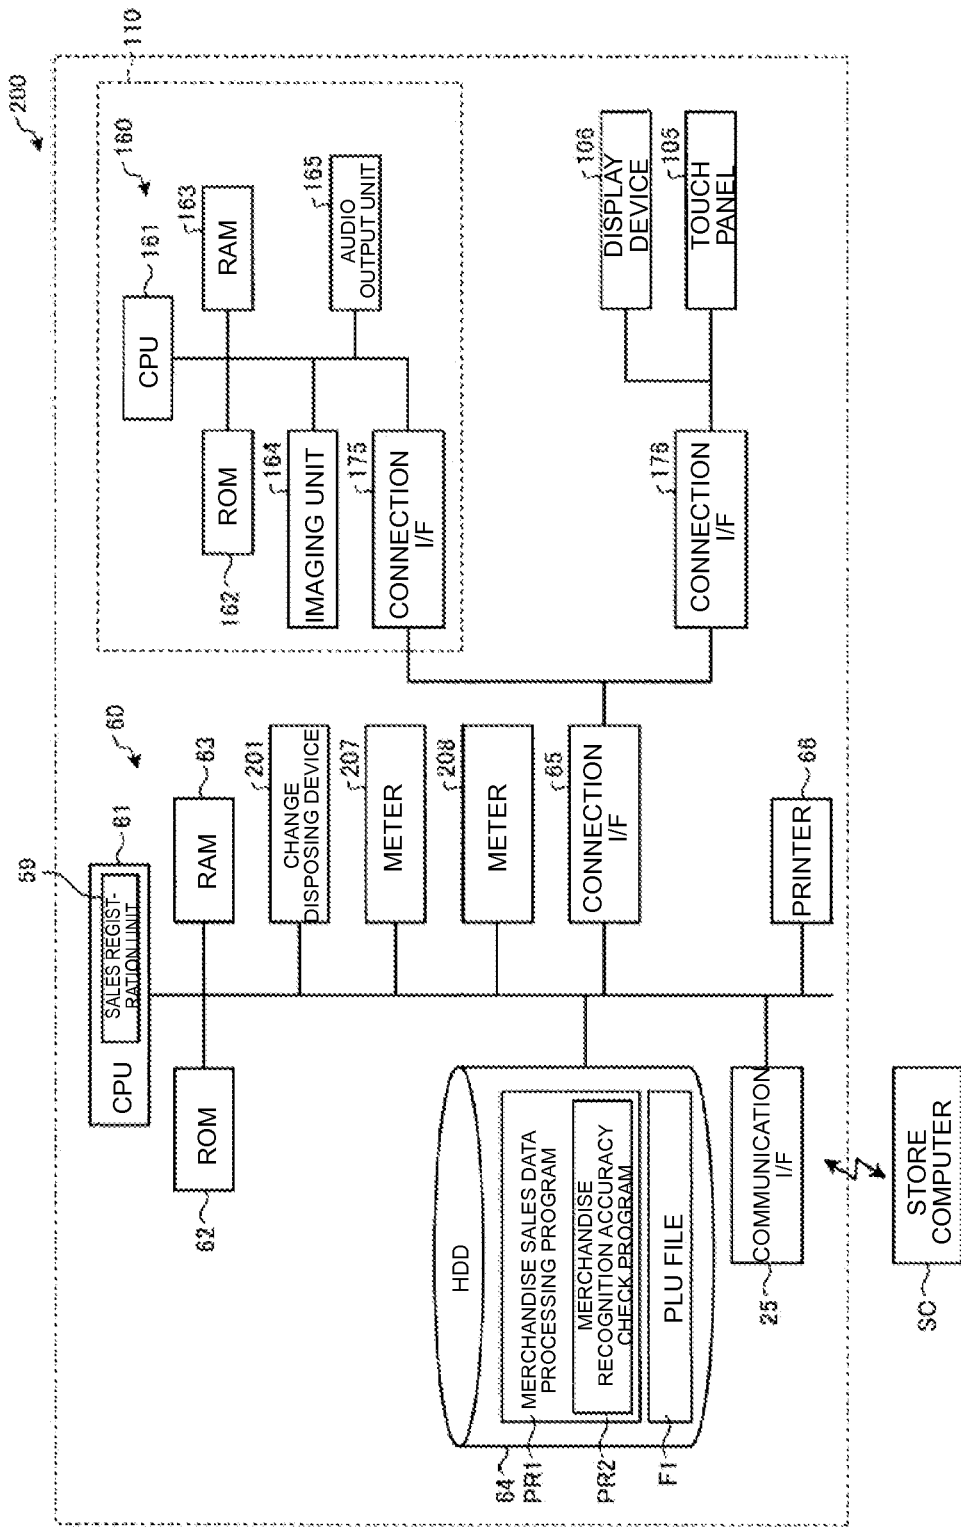 200
60
59
61
SALES REGIST-
RATION UNIT
CPU
62
ROM
63
RAM
201
CHANGE
DISPOSING DEVICE
207
METER
208
METER
65
CONNECTION
I/F
66
PRINTER
64
HDD
PR1
MERCHANDISE SALES DATA
PROCESSING PROGRAM
PR2
MERCHANDISE
RECOGNITION ACCURACY
CHECK PROGRAM
F1
PLU FILE
25
COMMUNICATION
I/F
SC
STORE
COMPUTER
110
160
161
CPU
162
ROM
163
RAM
164
IMAGING UNIT
165
AUDIO
OUTPUT UNIT
175
CONNECTION
I/F
176
CONNECTION
I/F
106
DISPLAY
DEVICE
105
TOUCH
PANEL